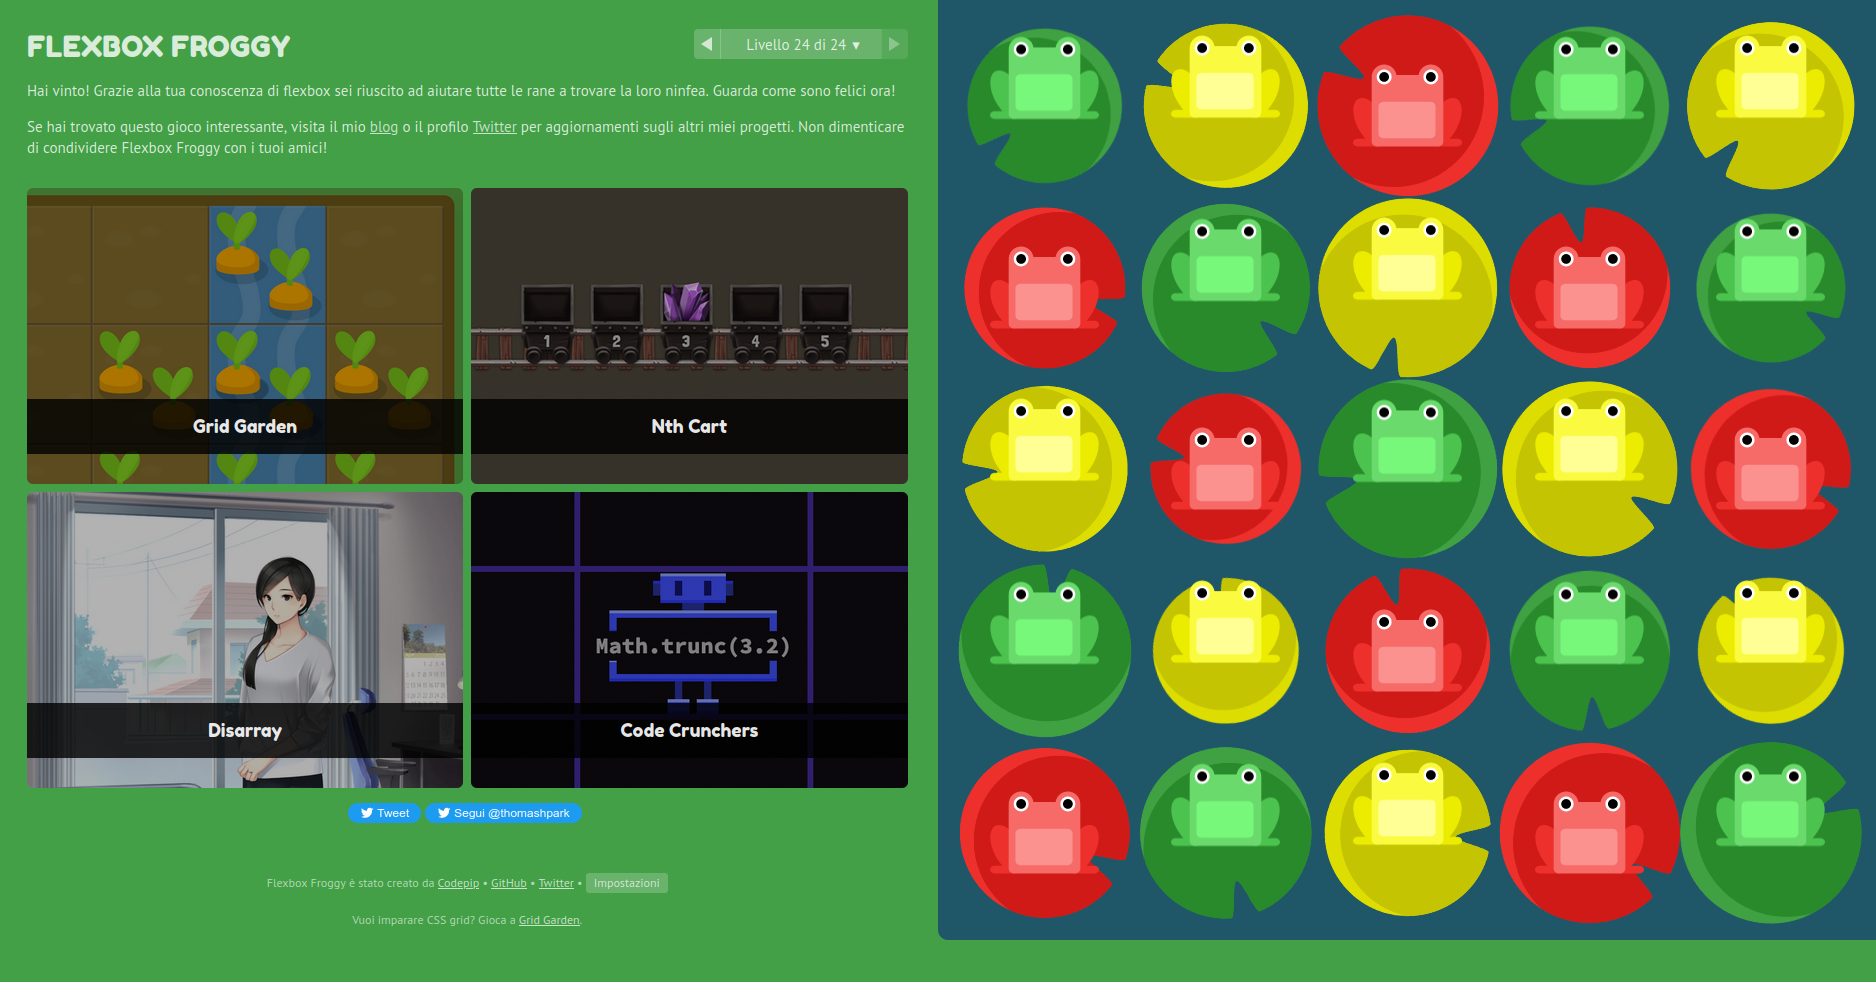 FLEXBOX FROGGY
Livello 24 di 24 ▼
Hai vinto! Grazie alla tua conoscenza di flexbox sei riuscito ad aiutare tutte le rane a trovare la loro ninfea. Guarda come sono felici ora!
Se hai trovato questo gioco interessante, visita il mio blog o il profilo Twitter per aggiornamenti sugli altri miei progetti. Non dimenticare
di condividere Flexbox Froggy con i tuoi amici!
1 2 3 4 5
Grid Garden
Nth Cart
Math.trunc(3.2)
Disarray
Code Crunchers
Tweet
Segui @thomashpark
Flexbox Froggy è stato creato da Codepip • GitHub • Twitter • Impostazioni
Vuoi imparare CSS grid? Gioca a Grid Garden.